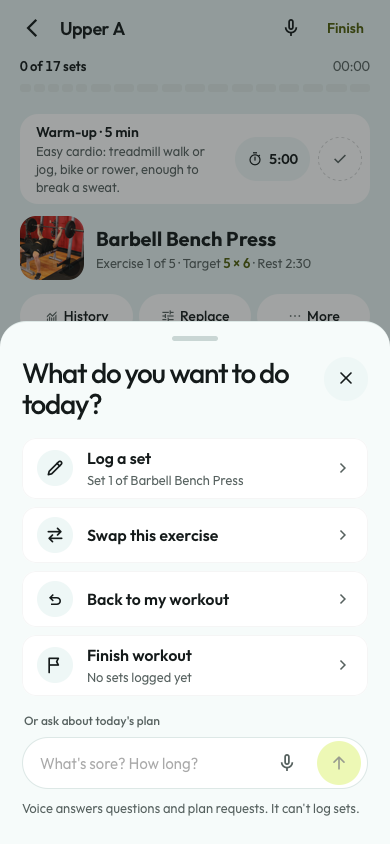 Upper A
Finish
0 of 17 sets
00:00
Warm-up · 5 min
Easy cardio: treadmill walk or
jog, bike or rower, enough to
break a sweat.
5:00
Barbell Bench Press
Exercise 1 of 5 · Target 5 × 6 · Rest 2:30
History
Replace
More
What do you want to do
today?
Log a set
Set 1 of Barbell Bench Press
Swap this exercise
Back to my workout
Finish workout
No sets logged yet
Or ask about today's plan
What's sore? How long?
Voice answers questions and plan requests. It can't log sets.